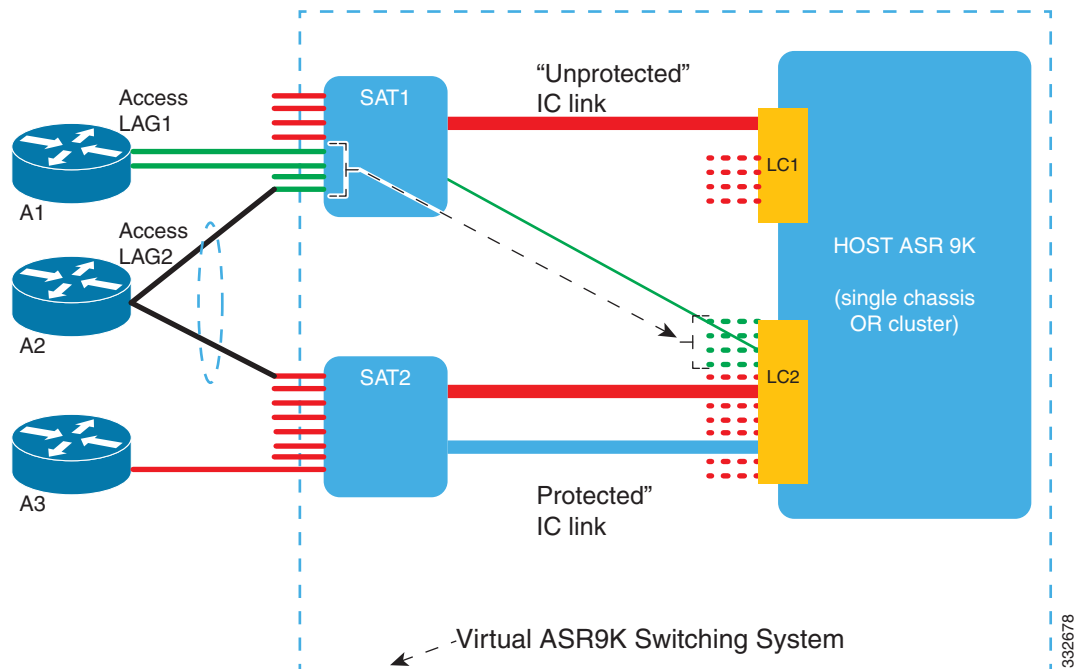 Access
LAG1
A1
Access
LAG2
A2
A3
SAT1
SAT2
“Unprotected”
IC link
LC1
HOST ASR 9K
(single chassis
OR cluster)
LC2
Protected”
IC link
Virtual ASR9K Switching System
332678